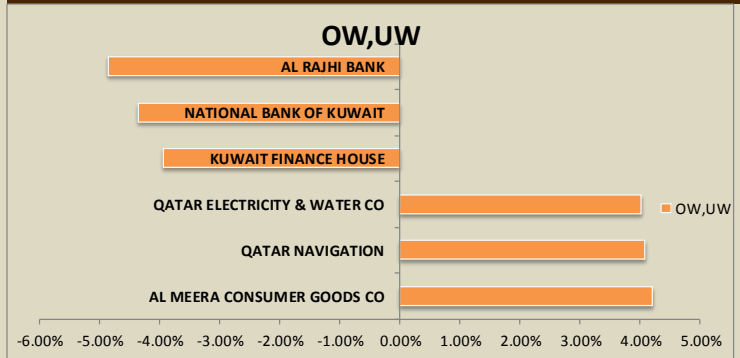 OW,UW
AL RAJHI BANK
NATIONAL BANK OF KUWAIT
KUWAIT FINANCE HOUSE
QATAR ELECTRICITY & WATER CO
OW,UW
QATAR NAVIGATION
AL MEERA CONSUMER GOODS CO
-6.00% -5.00% -4.00% -3.00% -2.00% -1.00% 0.00% 1.00% 2.00% 3.00% 4.00% 5.00%